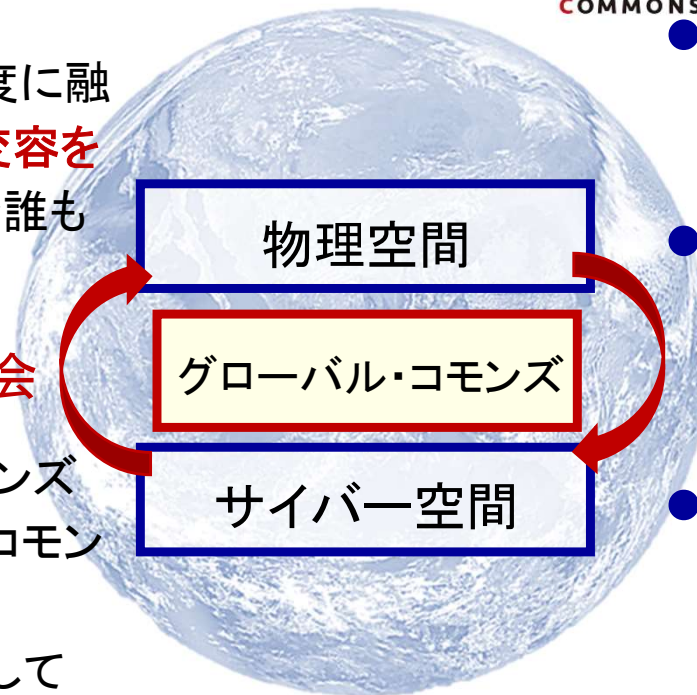 COMMONS
度に融
変容を
誰も
会
ンズ
コモン
して
物理空間
グローバル・コモンズ
サイバー空間